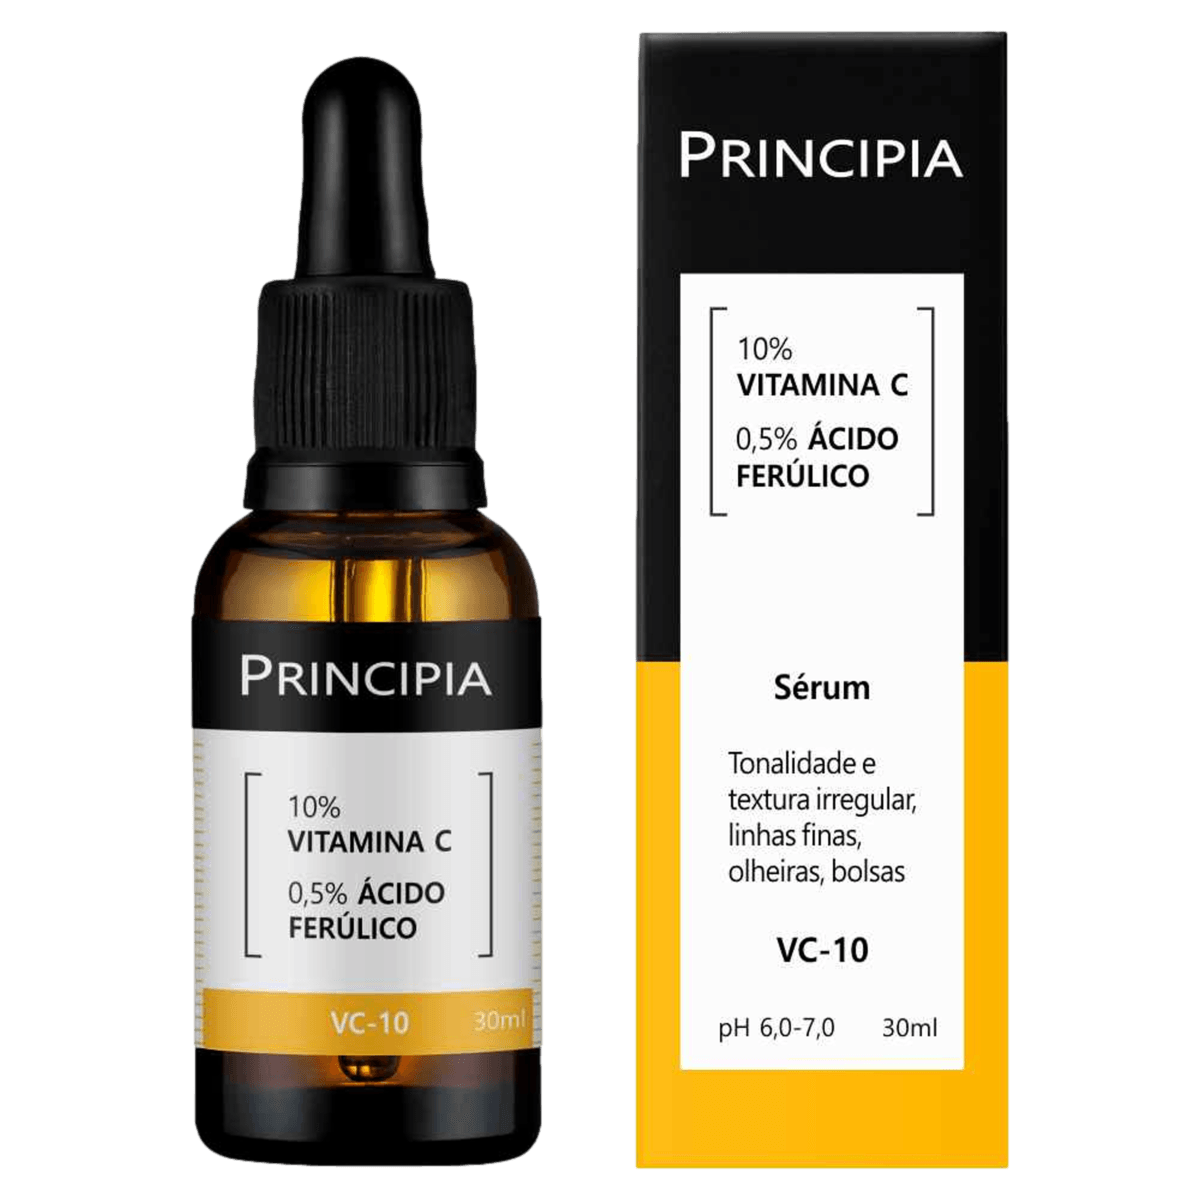 PRINCIPIA
10%
VITAMINA C
0,5% ÁCIDO
FERÚLICO
VC-10 30ml
PRINCIPIA
10%
VITAMINA C
0,5% ÁCIDO
FERÚLICO
Sérum
Tonalidade e
textura irregular,
linhas finas,
olheiras, bolsas
VC-10
pH 6,0-7,0 30ml